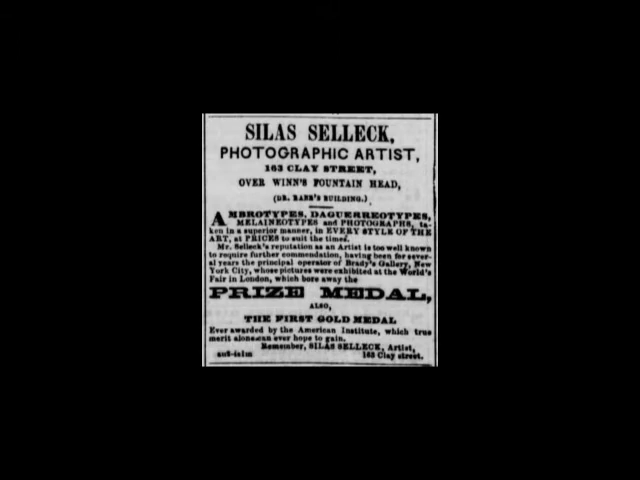 SILAS SELLECK,
PHOTOGRAPHIC ARTIST,
163 CLAY STREET,
OVER WINN'S FOUNTAIN HEAD,
(DR. RABE'S BUILDING.)
AMBROTYPES, DAGUERREOTYPES,
MELAINEOTYPES and PHOTOGRAPHS, ta-
ken in a superior manner, in EVERY STYLE OF THE
ART, at PRICES to suit the times.
Mr. Selleck's reputation as an Artist is too well known
to require further commendation, having been for sever-
al years the principal operator of Brady's Gallery, New
York City, whose pictures were exhibited at the World's
Fair in London, which bore away the
PRIZE MEDAL,
ALSO,
THE FIRST GOLD MEDAL
Ever awarded by the American Institute, which true
merit alone can ever hope to gain.
Remember, SILAS SELLECK, Artist,
163 Clay street.